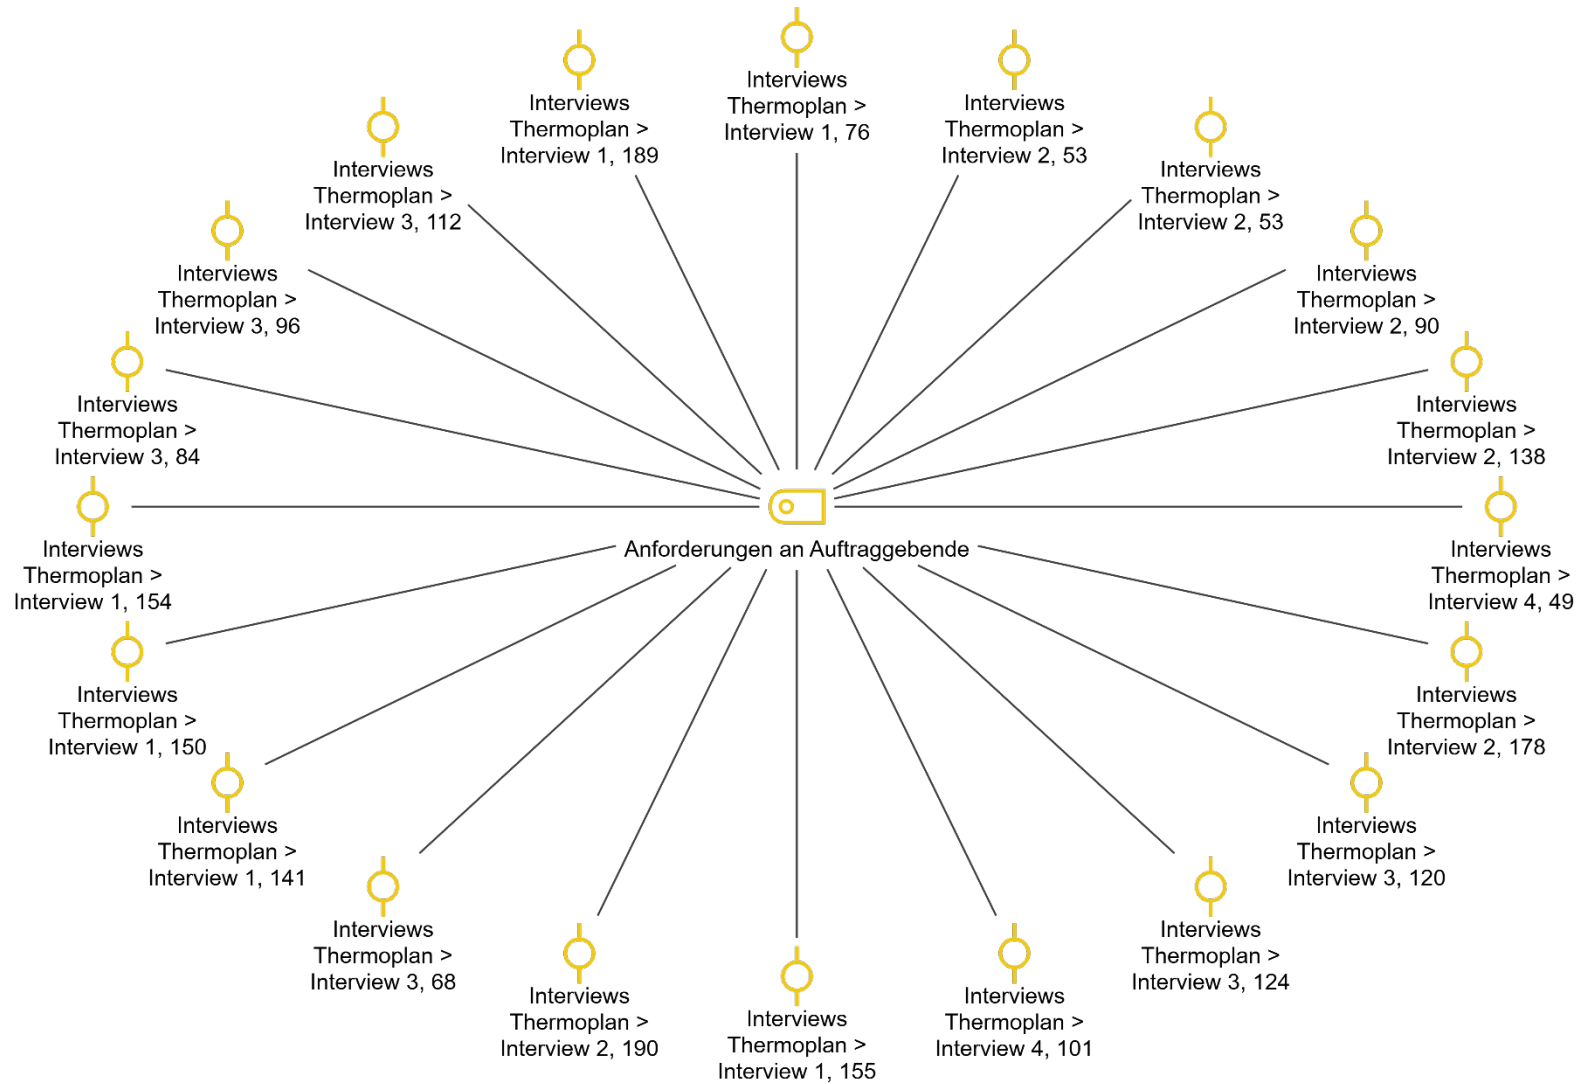 Interviews
Thermoplan >
Interview 1, 76
Interviews
Thermoplan >
Interview 1, 189
Interviews
Thermoplan >
Interview 2, 53
Interviews
Thermoplan >
Interview 3, 112
Interviews
Thermoplan >
Interview 2, 53
Interviews
Thermoplan >
Interview 3, 96
Interviews
Thermoplan >
Interview 2, 90
Interviews
Thermoplan >
Interview 3, 84
Interviews
Thermoplan >
Interview 2, 138
Interviews
Thermoplan >
Interview 1, 154
Anforderungen an Auftraggebende
Interviews
Thermoplan >
Interview 4, 49
Interviews
Thermoplan >
Interview 1, 150
Interviews
Thermoplan >
Interview 2, 178
Interviews
Thermoplan >
Interview 1, 141
Interviews
Thermoplan >
Interview 3, 120
Interviews
Thermoplan >
Interview 3, 68
Interviews
Thermoplan >
Interview 3, 124
Interviews
Thermoplan >
Interview 2, 190
Interviews
Thermoplan >
Interview 4, 101
Interviews
Thermoplan >
Interview 1, 155